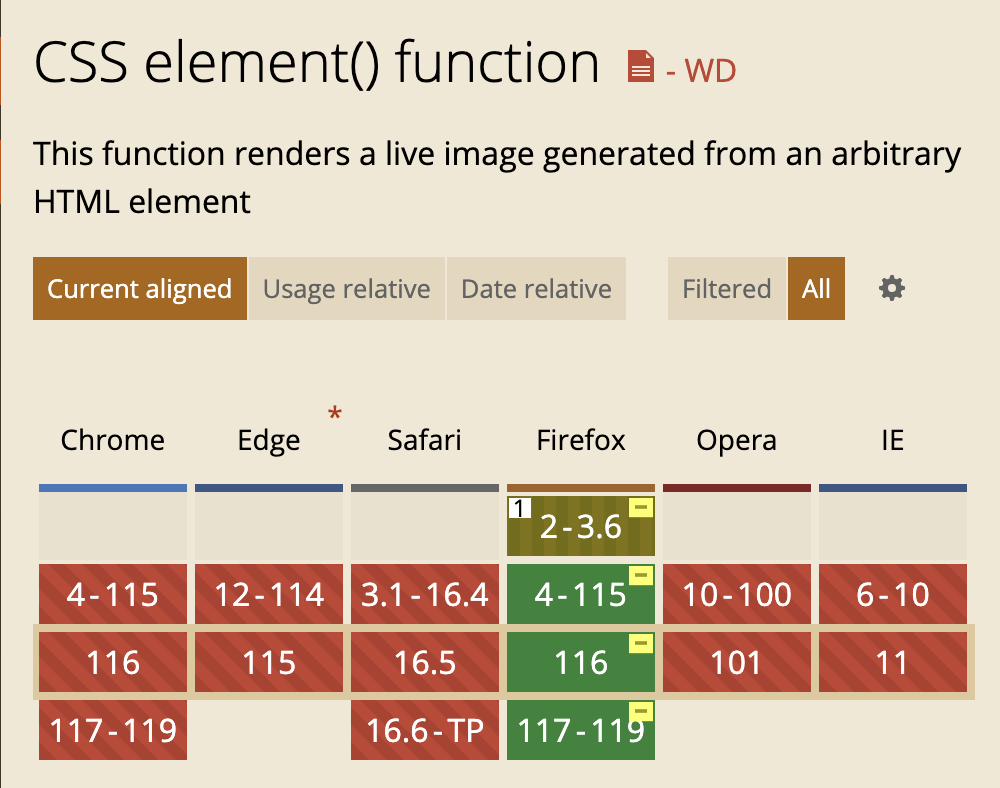 CSS element() function - WD
This function renders a live image generated from an arbitrary
HTML element
Current aligned Usage relative Date relative Filtered All
*
Chrome Edge Safari Firefox Opera IE
1 2-3.6
4-115 12-114 3.1-16.4 4-115 10-100 6-10
116 115 16.5 116 101 11
117-119 16.6-TP 117-119